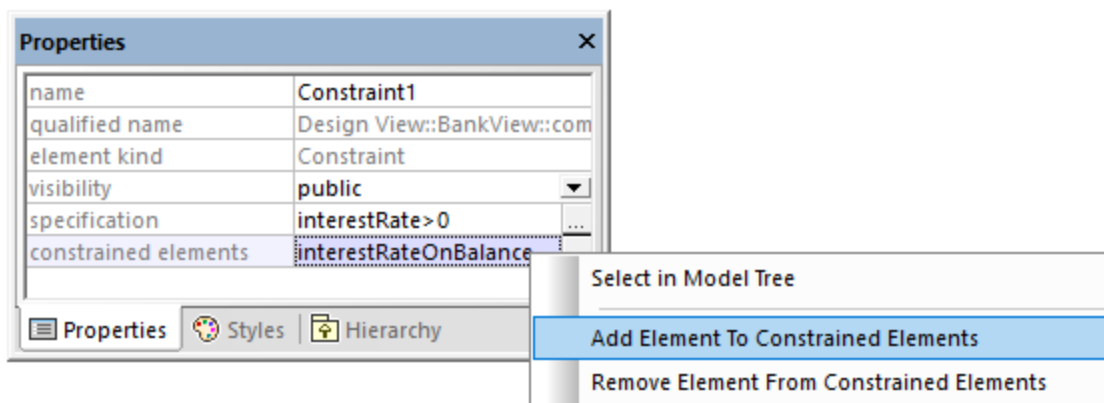 Properties
name Constraint1
qualified name Design View::BankView::com
element kind Constraint
visibility public
specification interestRate>0 ...
constrained elements interestRateOnBalance
Select in Model Tree
Add Element To Constrained Elements
Remove Element From Constrained Elements
Properties Styles Hierarchy